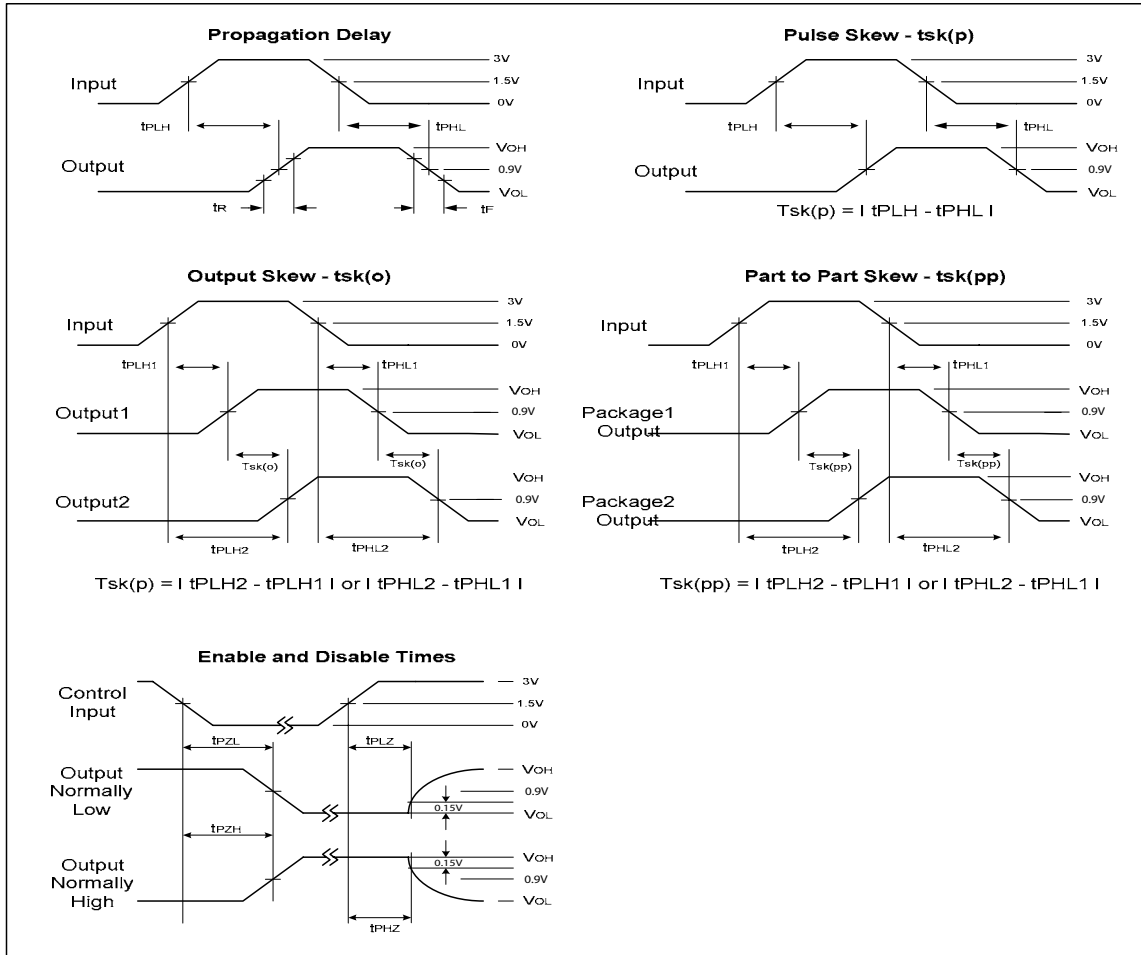 Propagation Delay
3V
Input
1.5V
0V
tPLH
tPHL
VOH
Output
0.9V
VOL
tR
tF
Pulse Skew - tsk(p)
3V
Input
1.5V
0V
tPLH
tPHL
VOH
Output
0.9V
VOL
Tsk(p) = I tPLH - tPHL I
Output Skew - tsk(o)
3V
Input
1.5V
0V
tPLH1
tPHL1
VOH
Output1
0.9V
VOL
Tsk(o)
Tsk(o)
VOH
Output2
0.9V
VOL
tPLH2
tPHL2
Tsk(p) = I tPLH2 - tPLH1 I or I tPHL2 - tPHL1 I
Part to Part Skew - tsk(pp)
3V
Input
1.5V
0V
tPLH1
tPHL1
VOH
Package1
0.9V
Output
VOL
Tsk(pp)
Tsk(pp)
VOH
Package2
0.9V
Output
VOL
tPLH2
tPHL2
Tsk(pp) = I tPLH2 - tPLH1 I or I tPHL2 - tPHL1 I
Enable and Disable Times
3V
Control
Input
1.5V
0V
tPZL
tPLZ
Output
Normally
Low
VOH
0.9V
0.15V
VOL
tPZH
Output
Normally
High
VOH
0.15V
0.9V
VOL
tPHZ